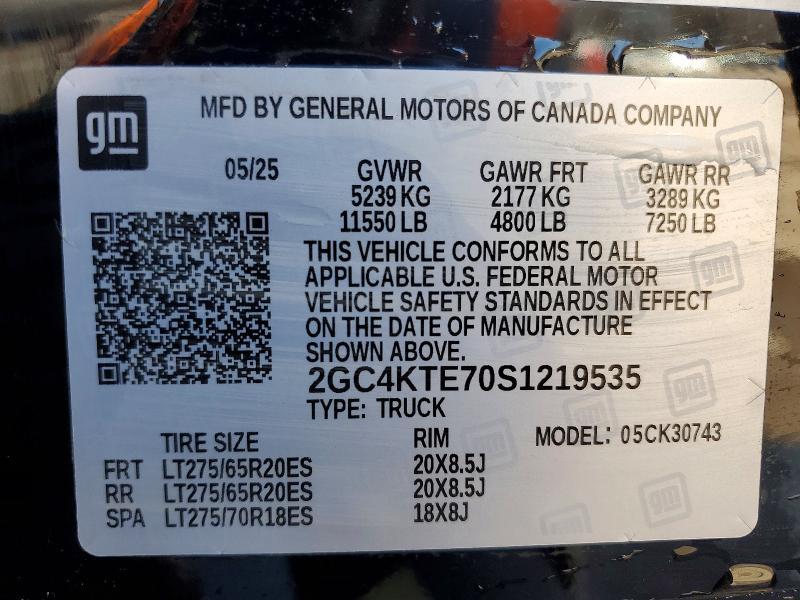 gm
MFD BY GENERAL MOTORS OF CANADA COMPANY
05/25 GVWR GAWR FRT GAWR RR
5239 KG 2177 KG 3289 KG
11550 LB 4800 LB 7250 LB
THIS VEHICLE CONFORMS TO ALL
APPLICABLE U.S. FEDERAL MOTOR
VEHICLE SAFETY STANDARDS IN EFFECT
ON THE DATE OF MANUFACTURE
SHOWN ABOVE.
2GC4KTE70S1219535
TYPE: TRUCK
TIRE SIZE RIM MODEL: 05CK30743
FRT LT275/65R20ES 20X8.5J
RR LT275/65R20ES 20X8.5J
SPA LT275/70R18ES 18X8J